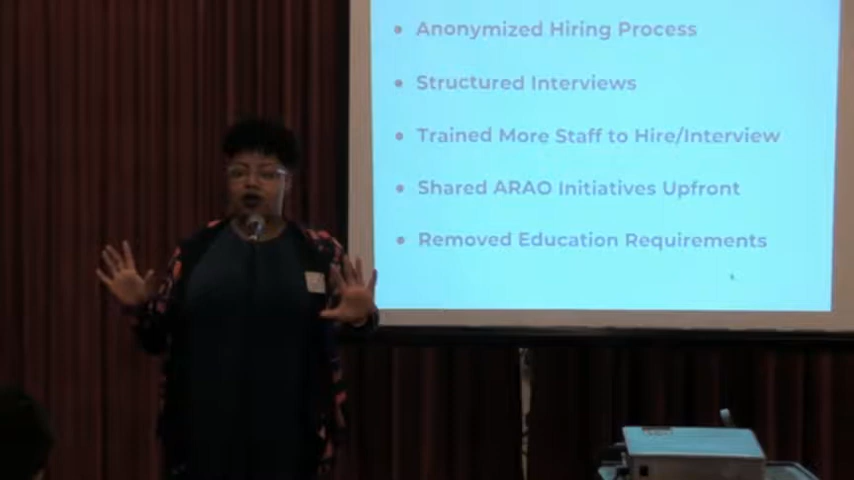 Anonymized Hiring Process
Structured Interviews
Trained More Staff to Hire/Interview
Shared ARAO Initiatives Upfront
Removed Education Requirements